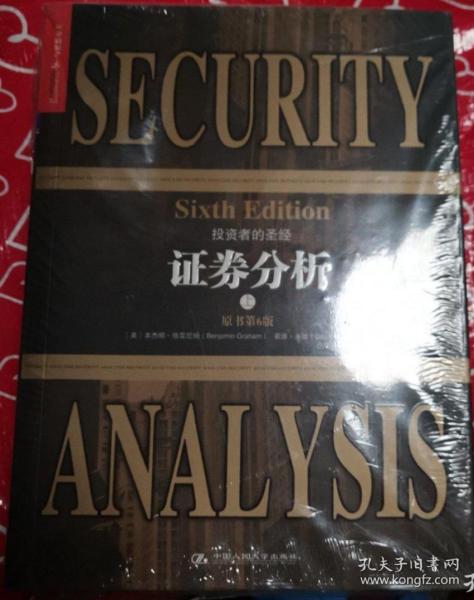 SECURITY
Sixth Edition
投资者的圣经
证券分析
上
原书第6版
[美]本杰明·格雷厄姆(Benjamin Graham)
ANALYSIS
中国人民大学出版社
孔夫子旧书网
www.kongfz.com